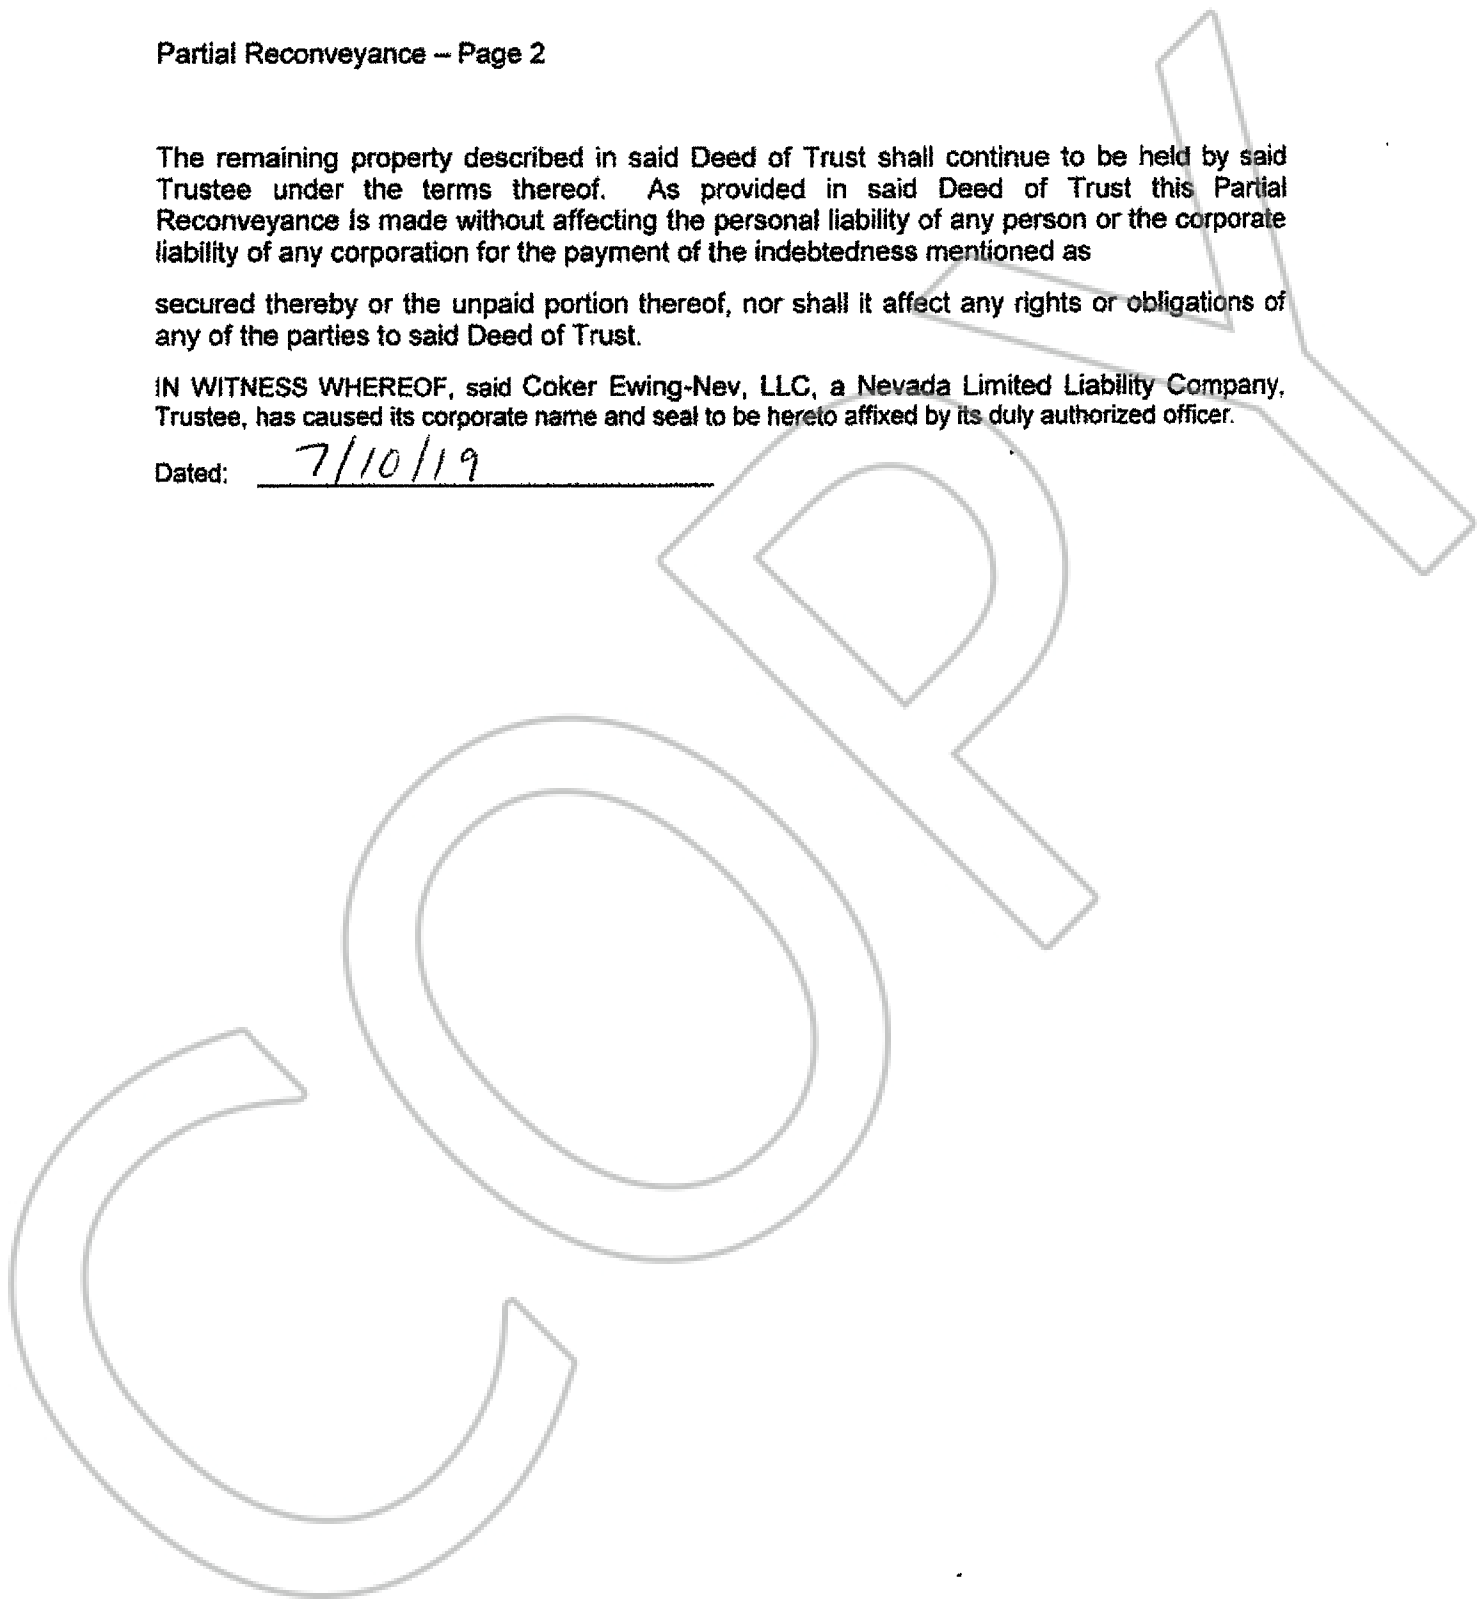 Partial Reconveyance – Page 2
The remaining property described in said Deed of Trust shall continue to be held by said
Trustee under the terms thereof. As provided in said Deed of Trust this Partial
Reconveyance is made without affecting the personal liability of any person or the corporate
liability of any corporation for the payment of the indebtedness mentioned as
secured thereby or the unpaid portion thereof, nor shall it affect any rights or obligations of
any of the parties to said Deed of Trust.
IN WITNESS WHEREOF, said Coker Ewing-Nev, LLC, a Nevada Limited Liability Company,
Trustee, has caused its corporate name and seal to be hereto affixed by its duly authorized officer.
Dated: 7/10/19
COPY